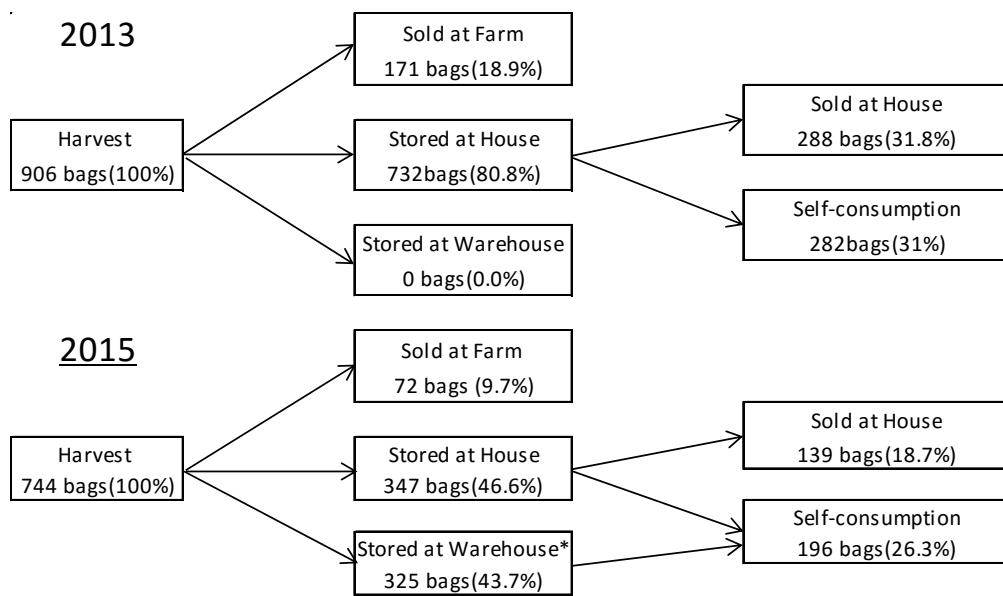 2013
Sold at Farm
171 bags(18.9%)
Harvest
906 bags(100%)
Stored at House
732bags(80.8%)
Sold at House
288 bags(31.8%)
Self-consumption
282bags(31%)
Stored at Warehouse
0 bags(0.0%)
2015
Sold at Farm
72 bags (9.7%)
Harvest
744 bags(100%)
Stored at House
347 bags(46.6%)
Sold at House
139 bags(18.7%)
Stored at Warehouse*
325 bags(43.7%)
Self-consumption
196 bags(26.3%)